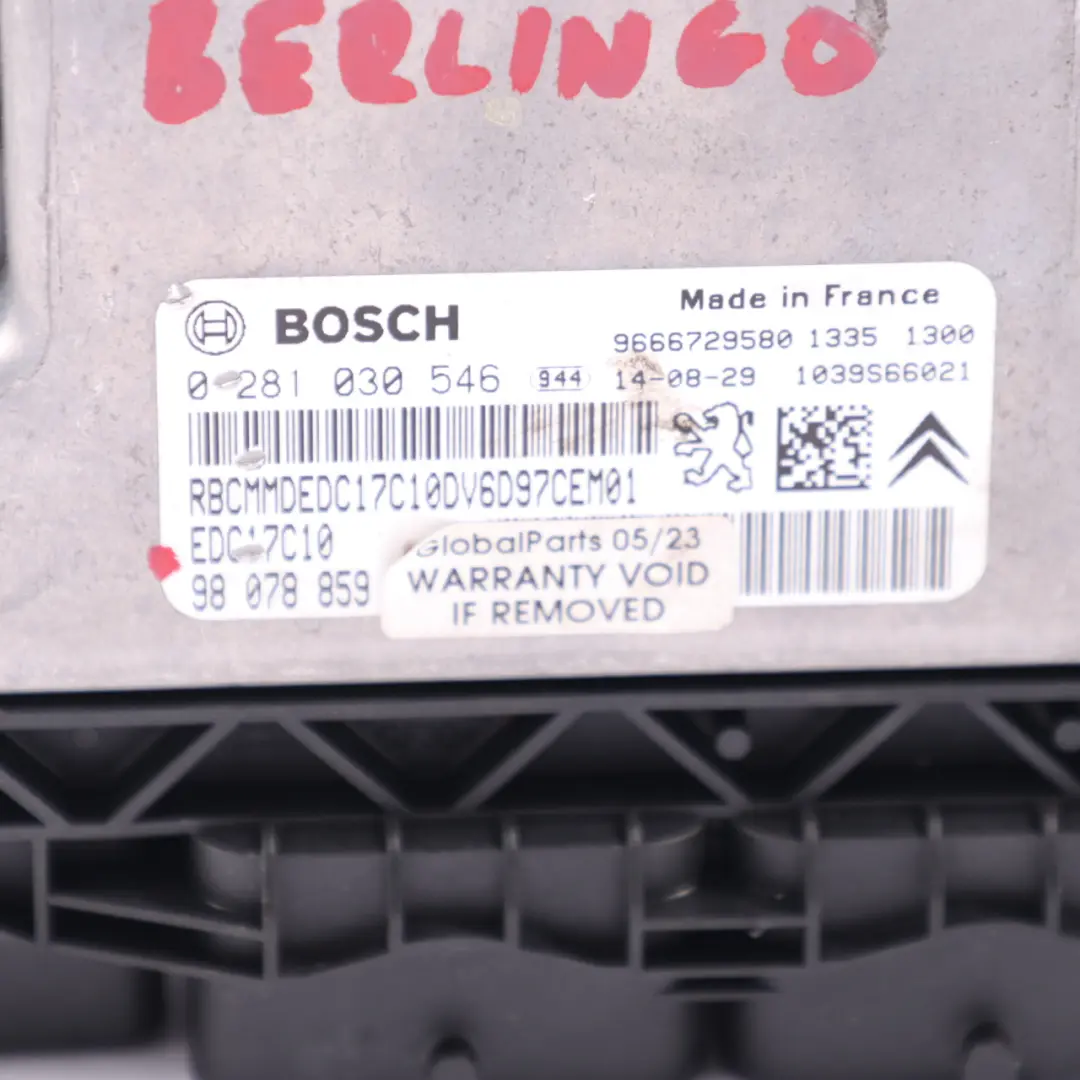 BERLINGO
BOSCH
Made in France
9666729580 1335 1300
0 281 030 546 944 14-08-29 1039S66021
RBCMMDEDC17C10DV6D97CEM01
EDC17C10
98 078 859
GlobalParts 05/23
WARRANTY VOID
IF REMOVED